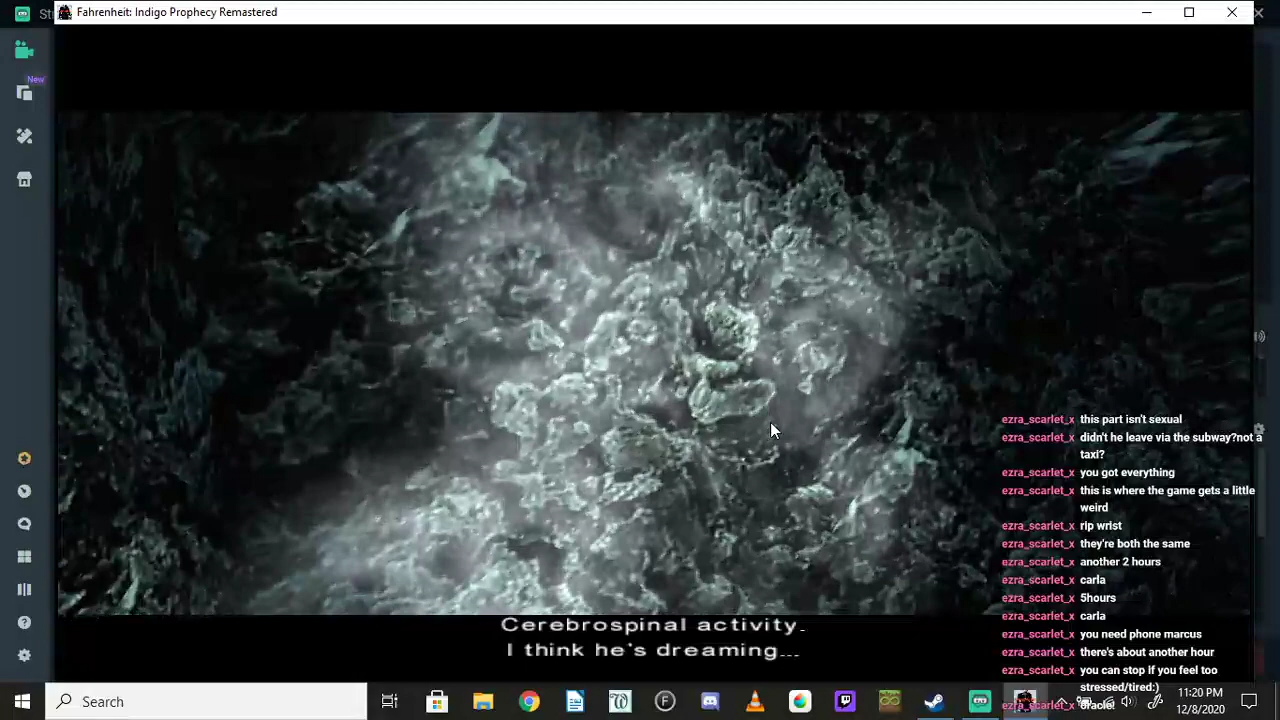 Fahrenheit: Indigo Prophecy Remastered
New
Cerebrospinal activity.
I think he's dreaming...
ezra_scarlet_x this part isn't sexual
ezra_scarlet_x didn't he leave via the subway?not a
taxi?
ezra_scarlet_x you got everything
ezra_scarlet_x this is where the game gets a little
weird
ezra_scarlet_x rip wrist
ezra_scarlet_x they're both the same
ezra_scarlet_x another 2 hours
ezra_scarlet_x carla
ezra_scarlet_x 5hours
ezra_scarlet_x carla
ezra_scarlet_x you need phone marcus
ezra_scarlet_x there's about another hour
ezra_scarlet_x you can stop if you feel too
stressed/tired:)
ezra_scarlet_x
Search
11:20 PM
12/8/2020